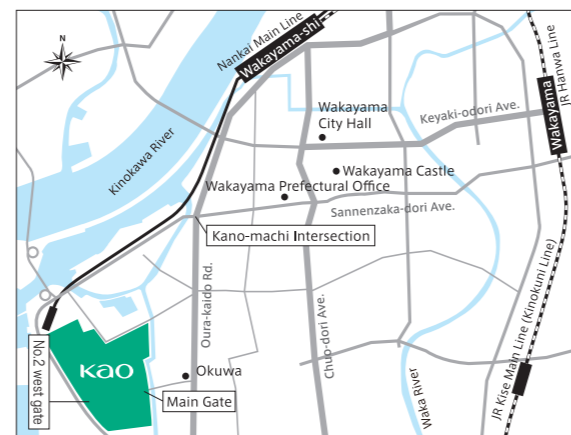 N
Nankai Main Line
Wakayama-shi
JR Hanwa Line
Wakayama
Wakayama
City Hall
Keyaki-odori Ave.
Kinokawa River
Wakayama Castle
Wakayama Prefectural Office
Sannenzaka-dori Ave.
Kano-machi Intersection
Oura-kaido Rd.
Chuo-dori Ave.
JR Kise Main Line (Kinokuni Line)
Waka River
No.2 west gate
Kao
Okuwa
Main Gate